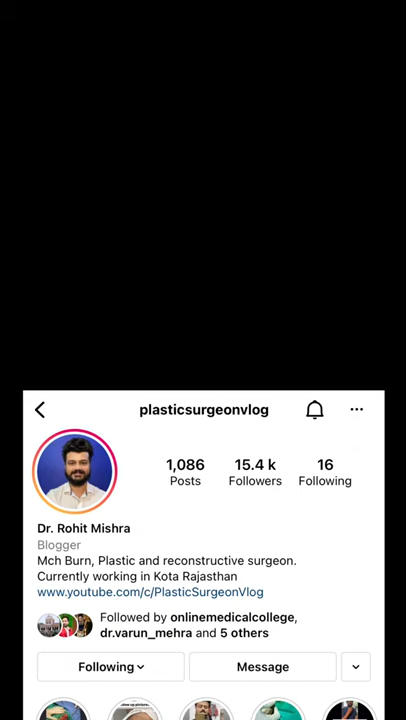 plasticsurgeonvlog
1,086 15.4 k 16
Posts Followers Following
Dr. Rohit Mishra
Blogger
Mch Burn, Plastic and reconstructive surgeon.
Currently working in Kota Rajasthan
www.youtube.com/c/PlasticSurgeonVlog
Followed by onlinemedicalcollege,
dr.varun_mehra and 5 others
Following Message